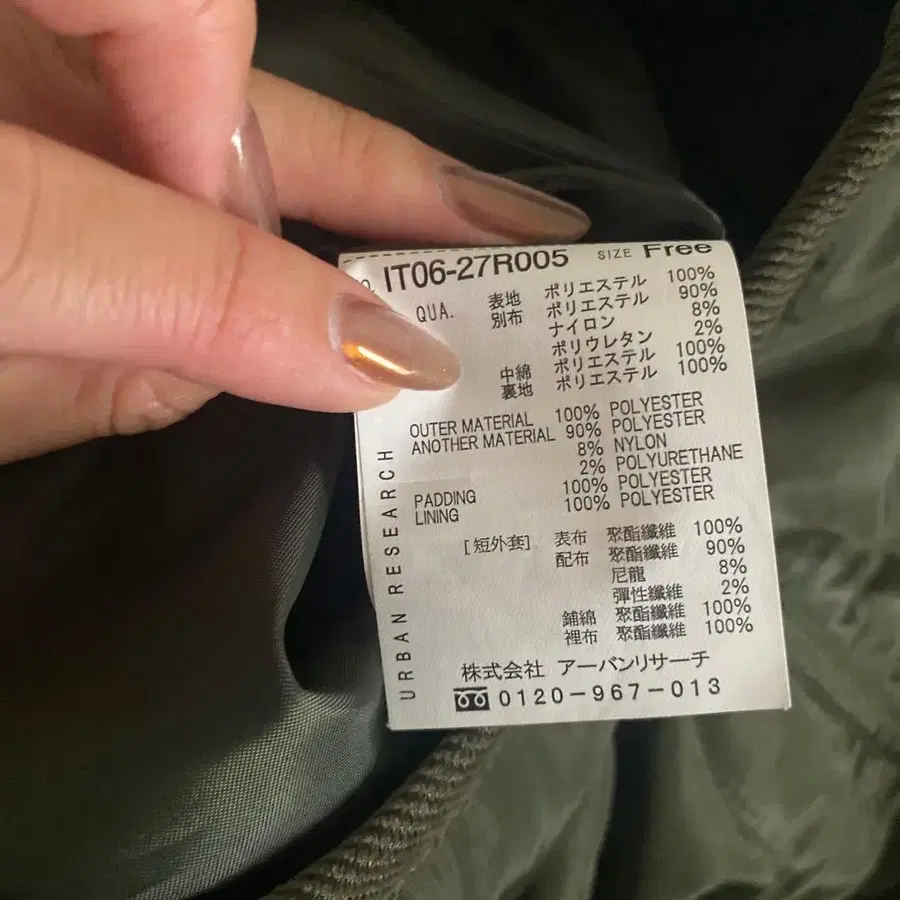 IT06-27R005 SIZE Free
QUA. 表地 ポリエステル 100%
別布 ポリエステル 90%
ナイロン 8%
ポリウレタン 2%
中綿 ポリエステル 100%
裏地 ポリエステル 100%
OUTER MATERIAL 100% POLYESTER
ANOTHER MATERIAL 90% POLYESTER
8% NYLON
2% POLYURETHANE
PADDING 100% POLYESTER
LINING 100% POLYESTER
[短外套] 表布 聚酯纖維 100%
配布 聚酯纖維 90%
尼龍 8%
彈性纖維 2%
鋪綿 聚酯纖維 100%
裡布 聚酯纖維 100%
株式会社 アーバンリサーチ
0120-967-013
URBAN RESEARCH